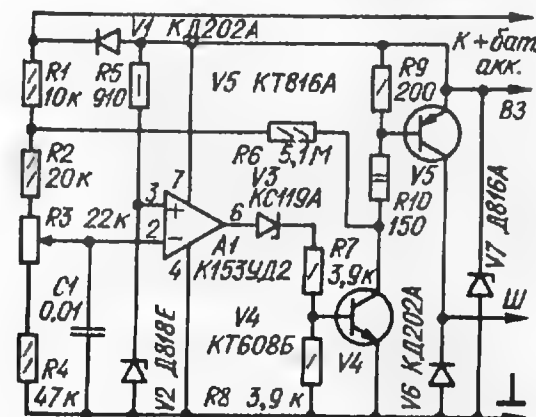 V1 КД202А
К + бат.
акк.
R1
10к
R5
910
V5 КТ816А
R9
200
В3
R2
20к
R6 5,1М
V5
R3 22к
V3
КС119А
R10
150
3
7
+
2
−
6
4
А1
К153УД2
R7
3,9к
V7 Д816А
C1
0,01
V2 Д818Е
V4
КТ608Б
V4
V6 КД202А
Ш
R4
47к
R8 3,9к